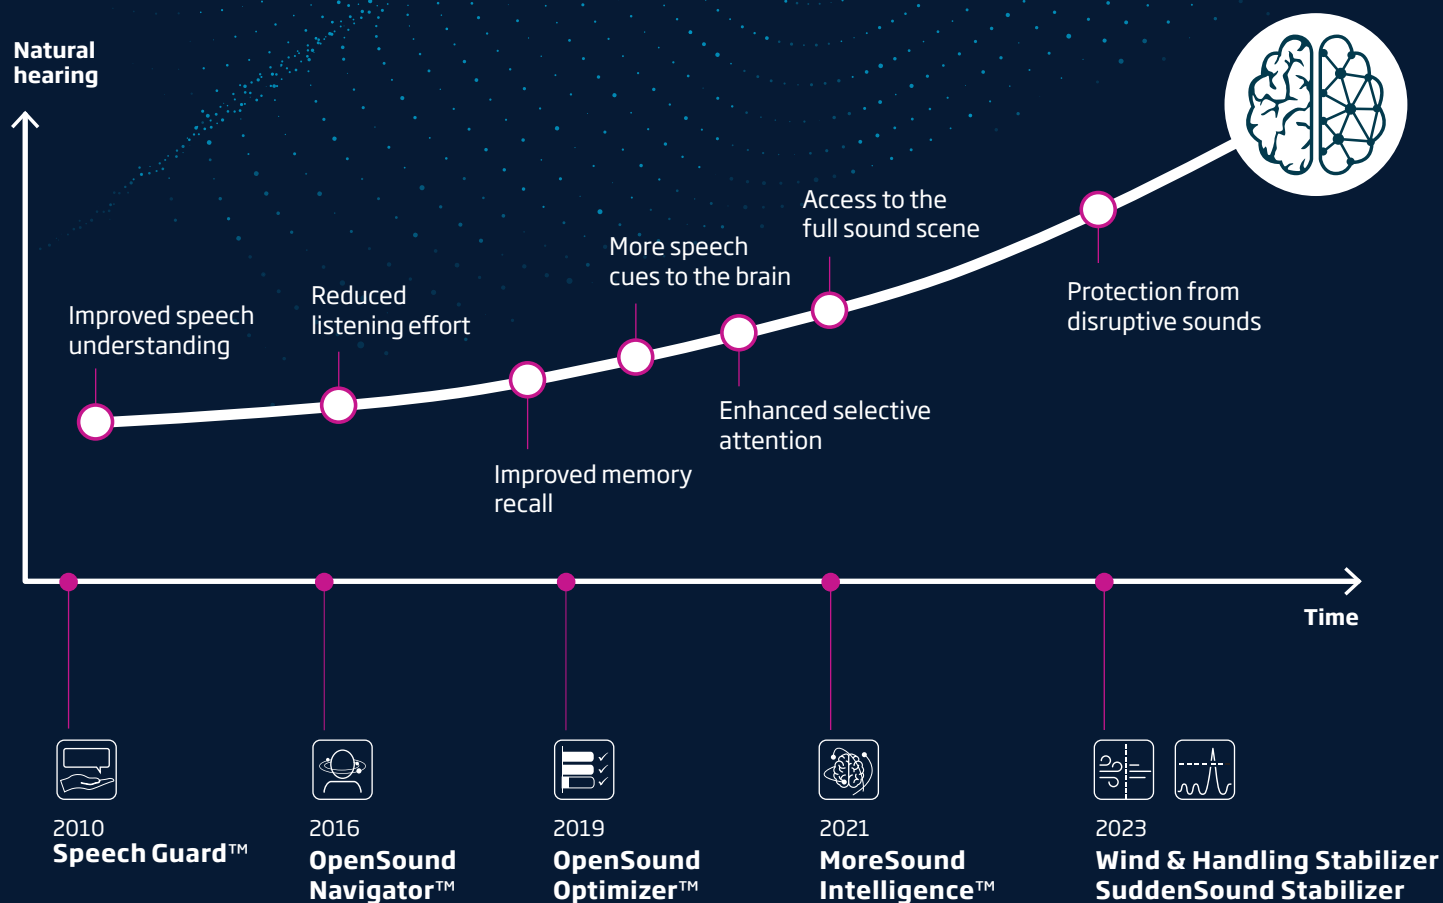 Natural
hearing
Improved speech
understanding
Reduced
listening effort
Improved memory
recall
More speech
cues to the brain
Enhanced selective
attention
Access to the
full sound scene
Protection from
disruptive sounds
Time
2010
Speech Guard™
2016
OpenSound
Navigator™
2019
OpenSound
Optimizer™
2021
MoreSound
Intelligence™
2023
Wind & Handling Stabilizer
SuddenSound Stabilizer